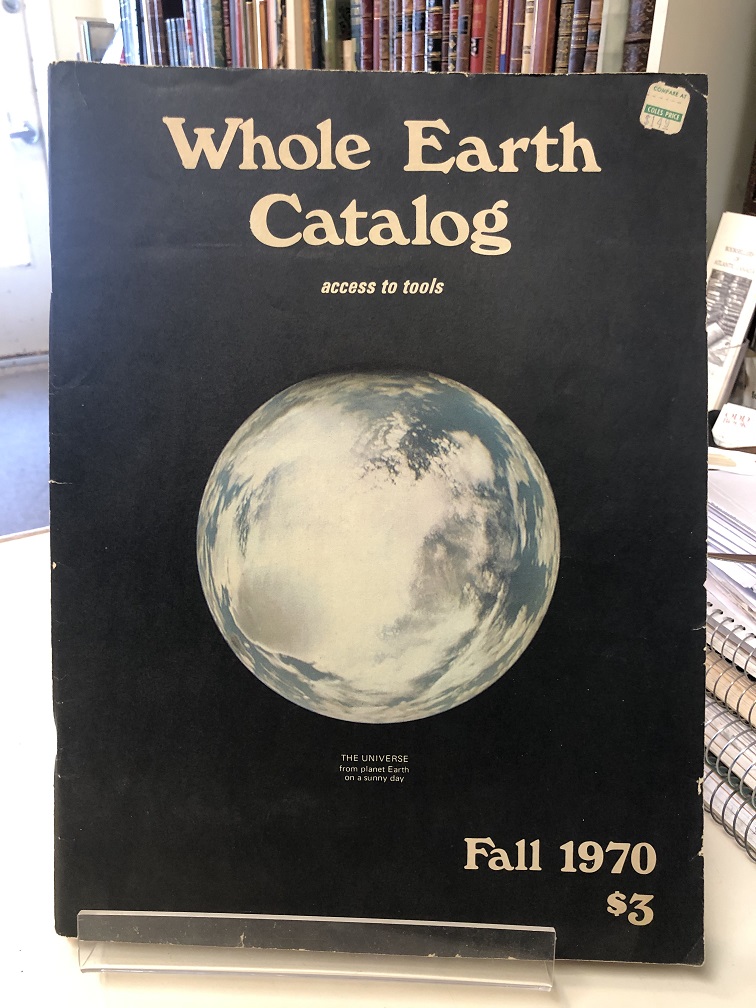 COMPARE AT
COLES PRICE
Whole Earth
Catalog
access to tools
THE UNIVERSE
from planet Earth
on a sunny day
Fall 1970
$3